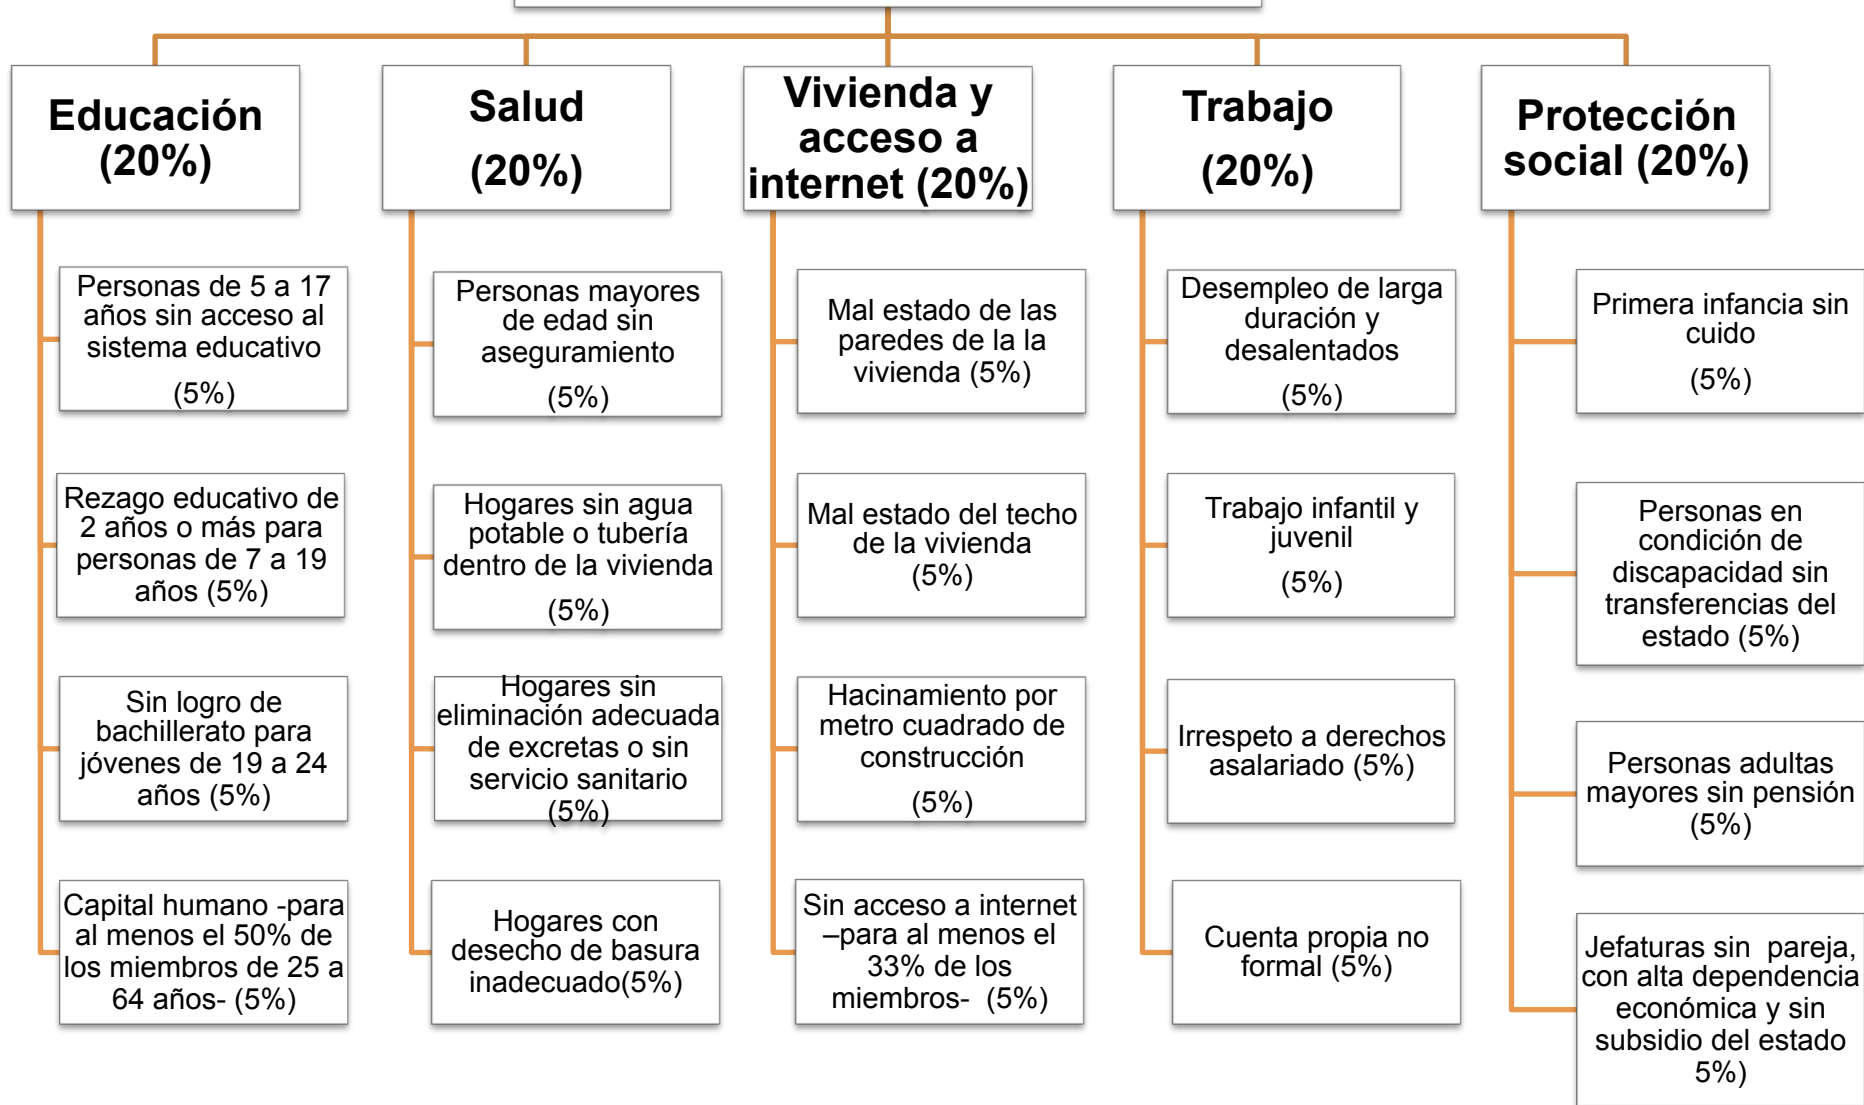 Educación
(20%)
Personas de 5 a 17
años sin acceso al
sistema educativo
(5%)
Rezago educativo de
2 años o más para
personas de 7 a 19
años (5%)
Sin logro de
bachillerato para
jóvenes de 19 a 24
años (5%)
Capital humano -para
al menos el 50% de
los miembros de 25 a
64 años- (5%)
Salud
(20%)
Personas mayores
de edad sin
aseguramiento
(5%)
Hogares sin agua
potable o tubería
dentro de la vivienda
(5%)
Hogares sin
eliminación adecuada
de excretas o sin
servicio sanitario
(5%)
Hogares con
desecho de basura
inadecuado(5%)
Vivienda y
acceso a
internet (20%)
Mal estado de las
paredes de la la
vivienda (5%)
Mal estado del techo
de la vivienda
(5%)
Hacinamiento por
metro cuadrado de
construcción
(5%)
Sin acceso a internet
–para al menos el
33% de los
miembros- (5%)
Trabajo
(20%)
Desempleo de larga
duración y
desalentados
(5%)
Trabajo infantil y
juvenil
(5%)
Irrespeto a derechos
asalariado (5%)
Cuenta propia no
formal (5%)
Protección
social (20%)
Primera infancia sin
cuido
(5%)
Personas en
condición de
discapacidad sin
transferencias del
estado (5%)
Personas adultas
mayores sin pensión
(5%)
Jefaturas sin  pareja,
con alta dependencia
económica y sin
subsidio del estado
5%)